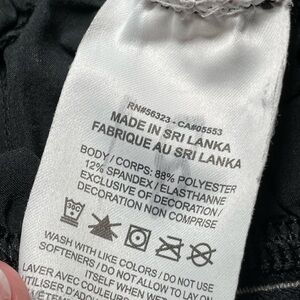 RN#56323 - CA#05553
MADE IN SRI LANKA
FABRIQUE AU SRI LANKA
BODY / CORPS: 88% POLYESTER
12% SPANDEX / ELASTHANNE
EXCLUSIVE OF DECORATION/
DECORATION NON COMPRISE
WASH WITH LIKE COLORS / DO NOT USE
SOFTENERS / DO NOT ALLOW TO LAY ON
ITSELF WHEN WET
LAVER AVEC COULEURS
UTILISER D'ADOU